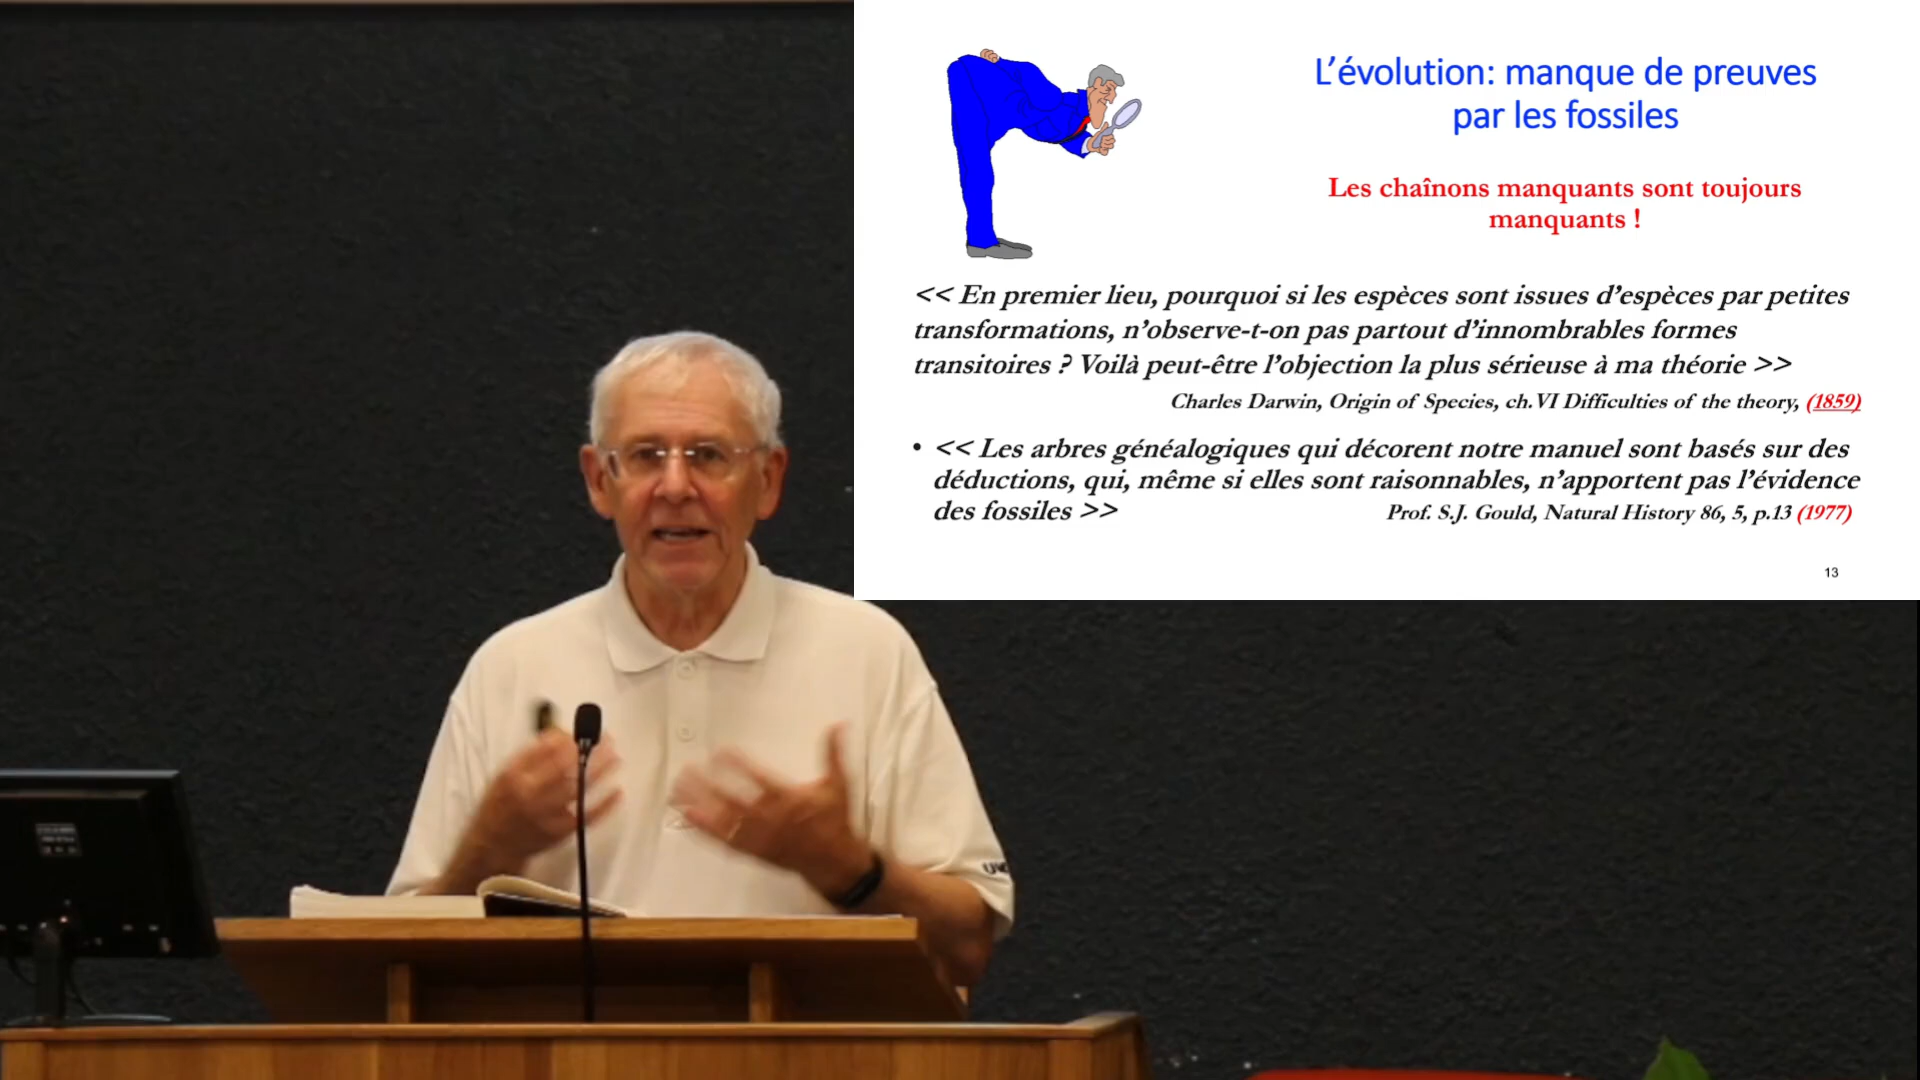 L’évolution: manque de preuves
par les fossiles
Les chaînons manquants sont toujours
manquants !
<< En premier lieu, pourquoi si les espèces sont issues d’espèces par petites
transformations, n’observe-t-on pas partout d’innombrables formes
transitoires ? Voilà peut-être l’objection la plus sérieuse à ma théorie >>
Charles Darwin, Origin of Species, ch.VI Difficulties of the theory, (1859)
• << Les arbres généalogiques qui décorent notre manuel sont basés sur des
déductions, qui, même si elles sont raisonnables, n’apportent pas l’évidence
des fossiles >> Prof. S.J. Gould, Natural History 86, 5, p.13 (1977)
13